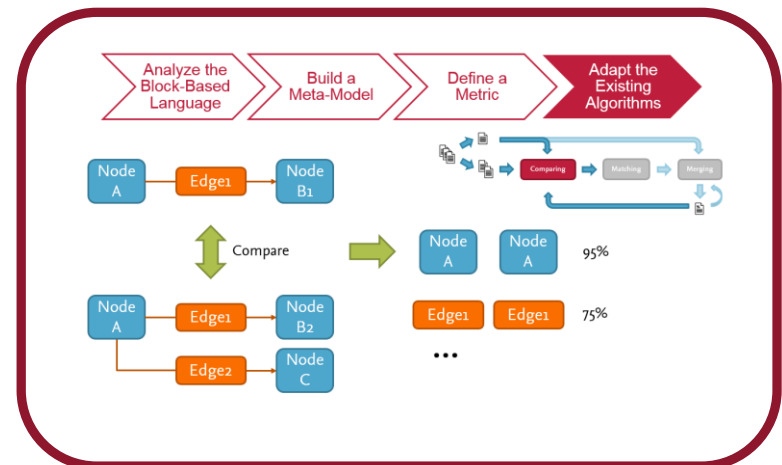 Analyze the
Block-Based
Language
Build a
Meta-Model
Define a
Metric
Adapt the
Existing
Algorithms
Comparing
Matching
Merging
Node
A
Edge1
Node
B1
Compare
Node
A
Node
A
95%
Node
A
Edge1
Node
B2
Edge1
Edge1
75%
Edge2
Node
C
...